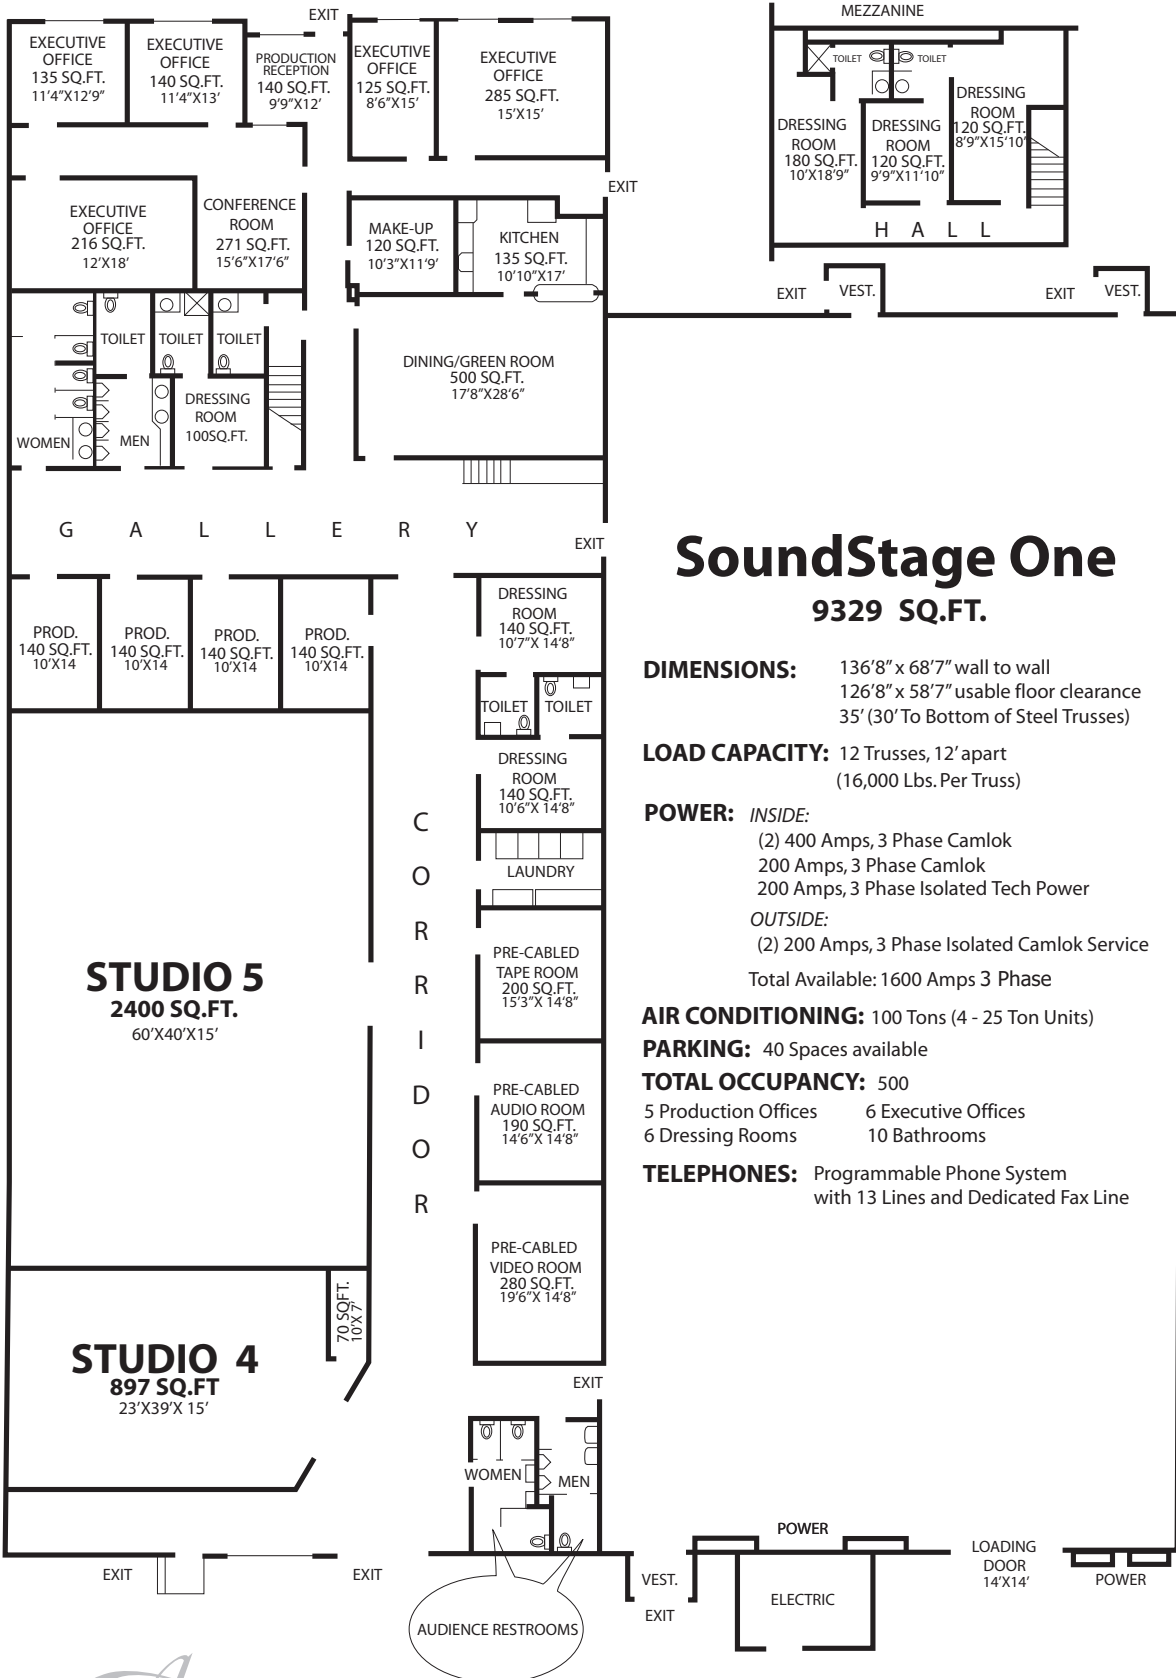 EXIT
EXECUTIVE
OFFICE
135 SQ.FT.
11'4"X12'9"
EXECUTIVE
OFFICE
140 SQ.FT.
11'4"X13'
PRODUCTION
RECEPTION
140 SQ.FT.
9'9"X12'
EXECUTIVE
OFFICE
125 SQ.FT.
8'6"X15'
EXECUTIVE
OFFICE
285 SQ.FT.
15'X15'
EXIT
EXECUTIVE
OFFICE
216 SQ.FT.
12'X18'
CONFERENCE
ROOM
271 SQ.FT.
15'6"X17'6"
MAKE-UP
120 SQ.FT.
10'3"X11'9'
KITCHEN
135 SQ.FT.
10'10"X17'
TOILET
TOILET
TOILET
DINING/GREEN ROOM
500 SQ.FT.
17'8"X28'6"
WOMEN
MEN
DRESSING
ROOM
100SQ.FT.
MEZZANINE
TOILET
TOILET
DRESSING
ROOM
180 SQ.FT.
10'X18'9"
DRESSING
ROOM
120 SQ.FT.
9'9"X11'10"
DRESSING
ROOM
120 SQ.FT.
8'9"X15'10"
H A L L
EXIT
VEST.
EXIT
VEST.
G A L L E R Y
EXIT
PROD.
140 SQ.FT.
10'X14
PROD.
140 SQ.FT.
10'X14
PROD.
140 SQ.FT.
10'X14
PROD.
140 SQ.FT.
10'X14
DRESSING
ROOM
140 SQ.FT.
10'7"X 14'8"
TOILET
TOILET
DRESSING
ROOM
140 SQ.FT.
10'6"X 14'8"
LAUNDRY
C
O
R
R
I
D
O
R
PRE-CABLED
TAPE ROOM
200 SQ.FT.
15'3"X 14'8"
PRE-CABLED
AUDIO ROOM
190 SQ.FT.
14'6"X 14'8"
PRE-CABLED
VIDEO ROOM
280 SQ.FT.
19'6"X 14'8"
STUDIO 5
2400 SQ.FT.
60'X40'X15'
STUDIO 4
897 SQ.FT
23'X39'X 15'
70 SQFT.
10'X 7'
SoundStage One
9329 SQ.FT.
DIMENSIONS: 136'8" x 68'7" wall to wall
126'8" x 58'7" usable floor clearance
35' (30' To Bottom of Steel Trusses)
LOAD CAPACITY: 12 Trusses, 12' apart
(16,000 Lbs. Per Truss)
POWER: INSIDE:
(2) 400 Amps, 3 Phase Camlok
200 Amps, 3 Phase Camlok
200 Amps, 3 Phase Isolated Tech Power
OUTSIDE:
(2) 200 Amps, 3 Phase Isolated Camlok Service
Total Available: 1600 Amps 3 Phase
AIR CONDITIONING: 100 Tons (4 - 25 Ton Units)
PARKING: 40 Spaces available
TOTAL OCCUPANCY: 500
5 Production Offices 6 Executive Offices
6 Dressing Rooms 10 Bathrooms
TELEPHONES: Programmable Phone System
with 13 Lines and Dedicated Fax Line
EXIT
WOMEN
MEN
EXIT
EXIT
AUDIENCE RESTROOMS
VEST.
EXIT
POWER
ELECTRIC
LOADING
DOOR
14'X14'
POWER